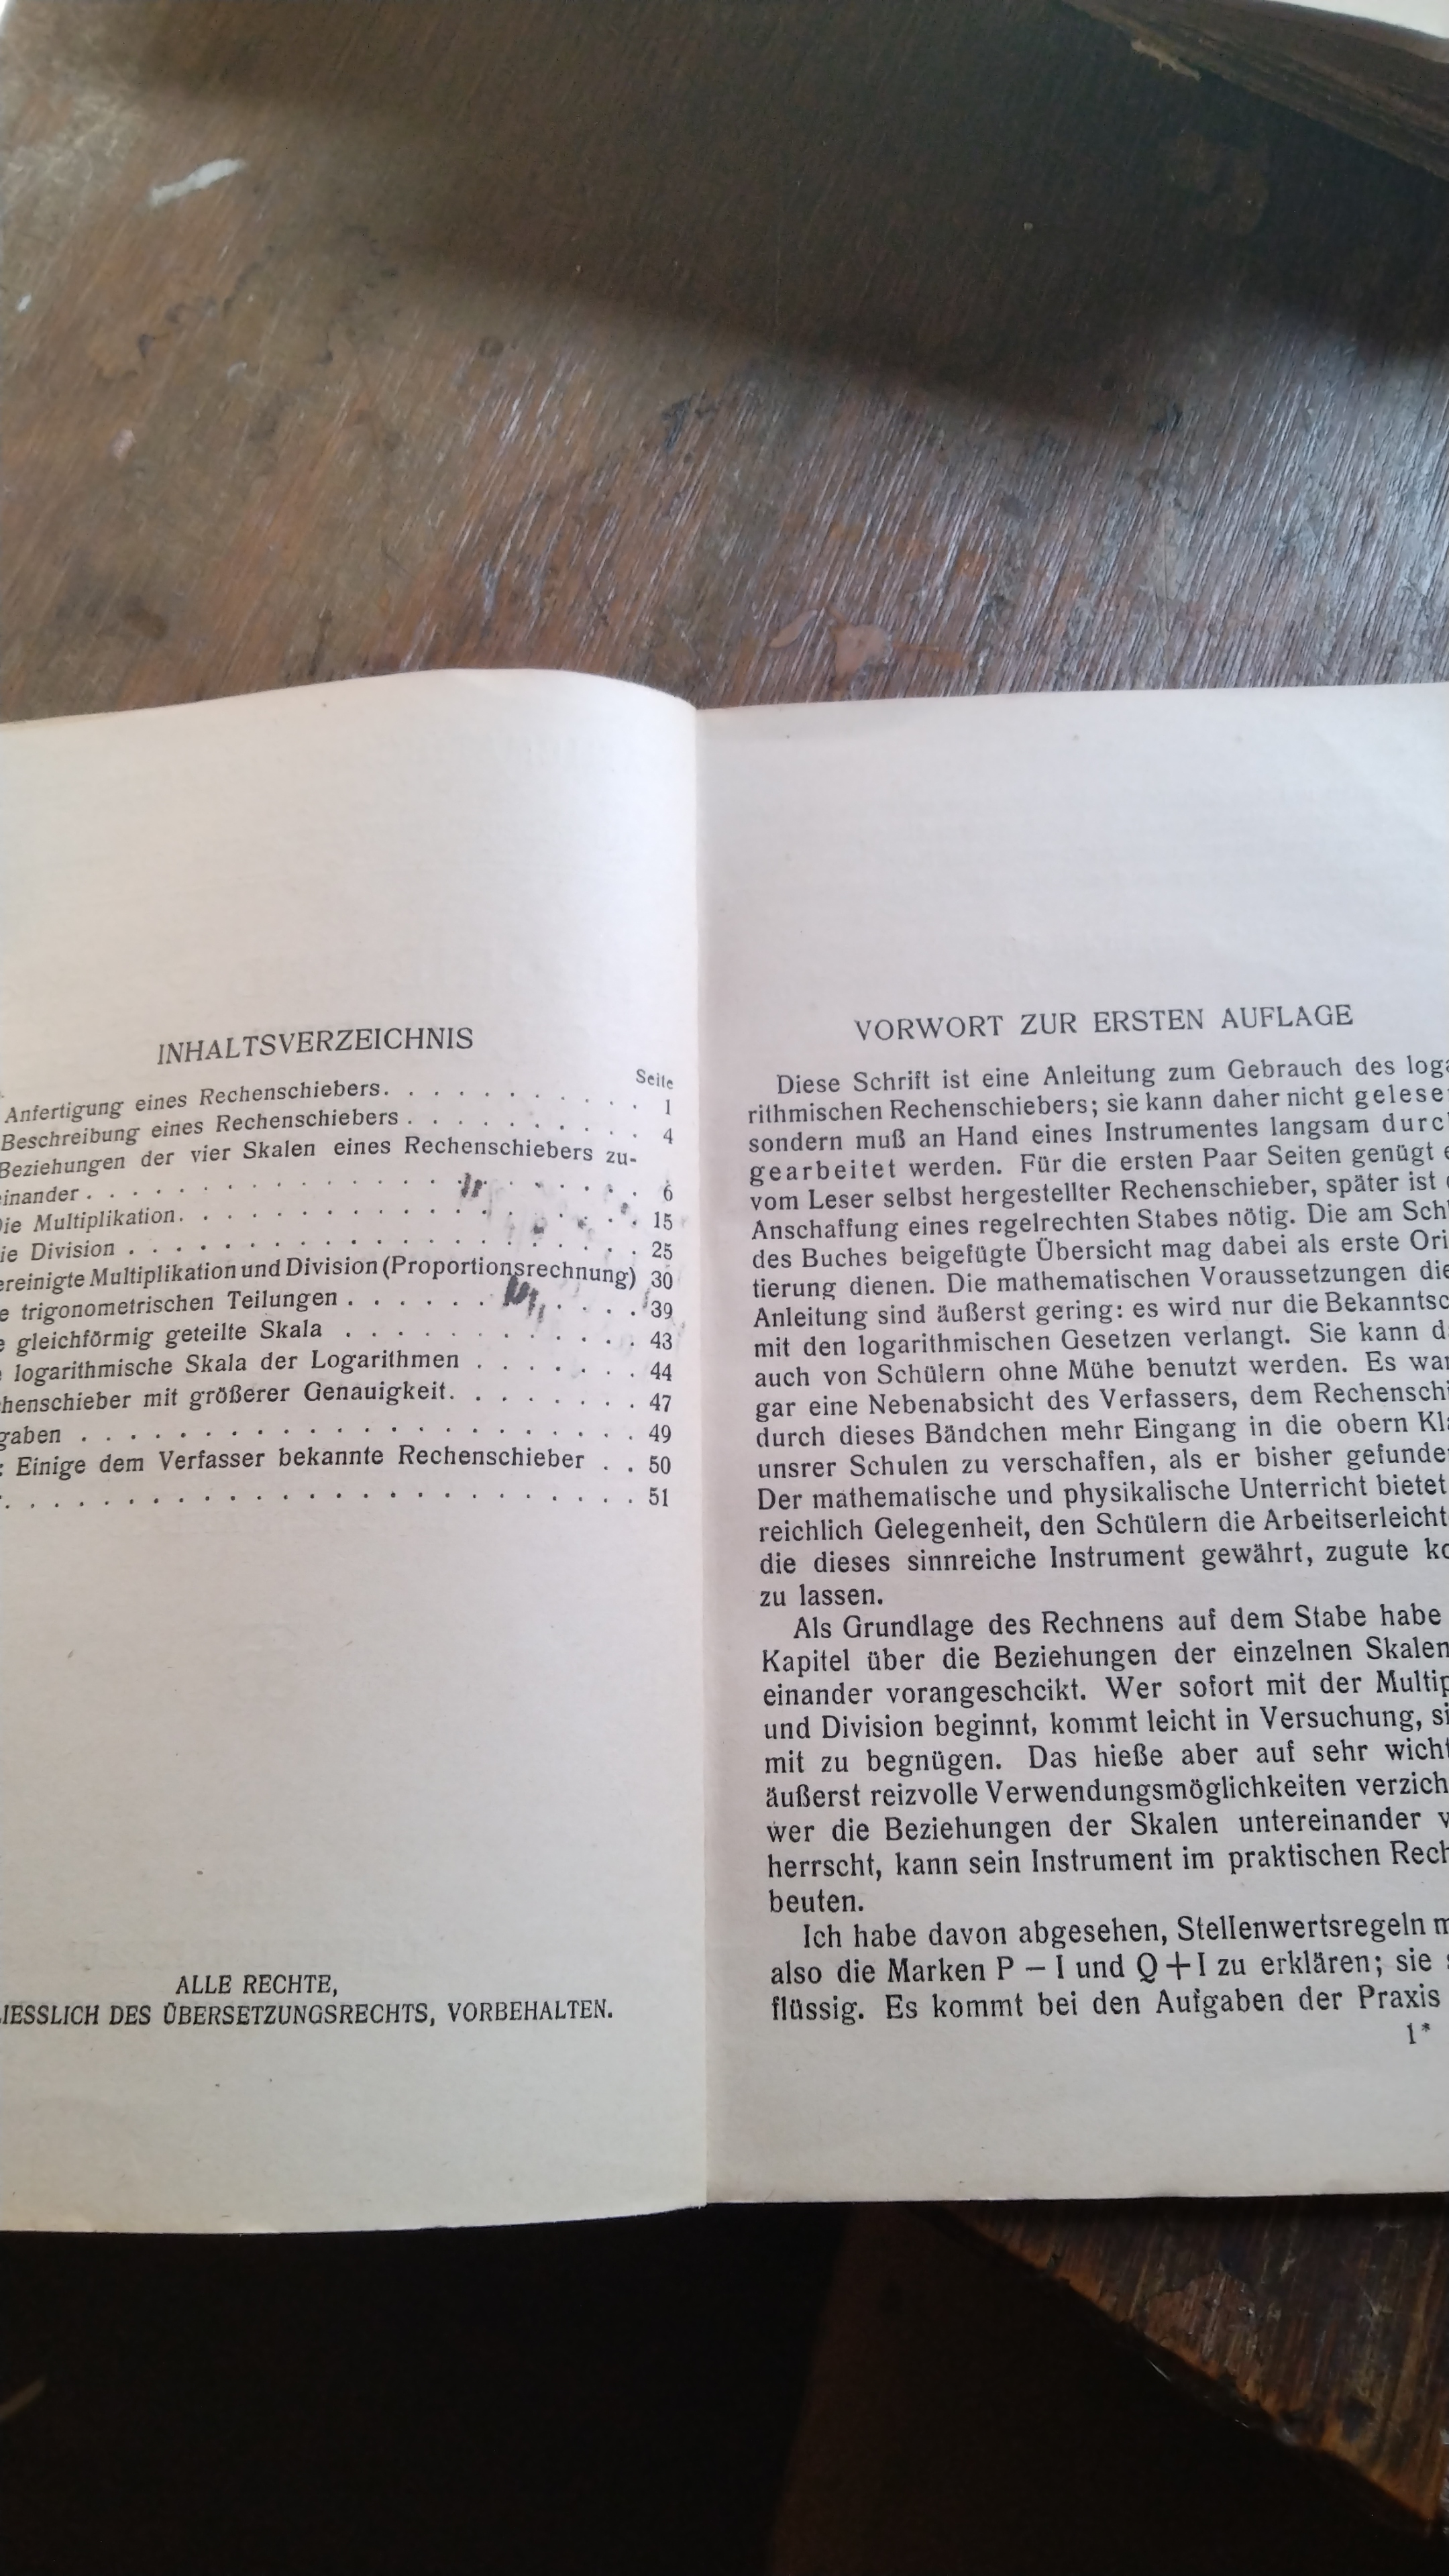 INHALTSVERZEICHNIS
Seite
Anfertigung eines Rechenschiebers. . . . . . . . . . . 1
Beschreibung eines Rechenschiebers . . . . . . . . . . 4
Beziehungen der vier Skalen eines Rechenschiebers zu-
einander . . . . . . . . . . . . . . . . . . . 6
ie Multiplikation. . . . . . . . . . . . . . . . 15
ie Division . . . . . . . . . . . . . . . . . . 25
ereinigte Multiplikation und Division (Proportionsrechnung) 30
e trigonometrischen Teilungen . . . . . . . . . . 39
e gleichförmig geteilte Skala . . . . . . . . . . . 43
logarithmische Skala der Logarithmen . . . . . . . 44
henschieber mit größerer Genauigkeit. . . . . . . . 47
gaben . . . . . . . . . . . . . . . . . . . . 49
: Einige dem Verfasser bekannte Rechenschieber . . 50
. . . . . . . . . . . . . . . . . . . . . . . 51
ALLE RECHTE,
IESSLICH DES ÜBERSETZUNGSRECHTS, VORBEHALTEN.
VORWORT ZUR ERSTEN AUFLAGE
Diese Schrift ist eine Anleitung zum Gebrauch des loga
rithmischen Rechenschiebers; sie kann daher nicht gelese
sondern muß an Hand eines Instrumentes langsam durc
gearbeitet werden. Für die ersten Paar Seiten genügt e
vom Leser selbst hergestellter Rechenschieber, später ist
Anschaffung eines regelrechten Stabes nötig. Die am Schl
des Buches beigefügte Übersicht mag dabei als erste Ori
tierung dienen. Die mathematischen Voraussetzungen die
Anleitung sind äußerst gering: es wird nur die Bekanntsc
mit den logarithmischen Gesetzen verlangt. Sie kann d
auch von Schülern ohne Mühe benutzt werden. Es war
gar eine Nebenabsicht des Verfassers, dem Rechenschi
durch dieses Bändchen mehr Eingang in die obern Kla
unsrer Schulen zu verschaffen, als er bisher gefunde
Der mathematische und physikalische Unterricht bietet
reichlich Gelegenheit, den Schülern die Arbeitserleicht
die dieses sinnreiche Instrument gewährt, zugute ko
zu lassen.
Als Grundlage des Rechnens auf dem Stabe habe
Kapitel über die Beziehungen der einzelnen Skalen
einander vorangeschcikt. Wer sofort mit der Multip
und Division beginnt, kommt leicht in Versuchung, si
mit zu begnügen. Das hieße aber auf sehr wicht
äußerst reizvolle Verwendungsmöglichkeiten verzich
wer die Beziehungen der Skalen untereinander v
herrscht, kann sein Instrument im praktischen Rech
beuten.
Ich habe davon abgesehen, Stellenwertsregeln m
also die Marken P – I und Q + I zu erklären; sie s
flüssig. Es kommt bei den Aufgaben der Praxis
1*